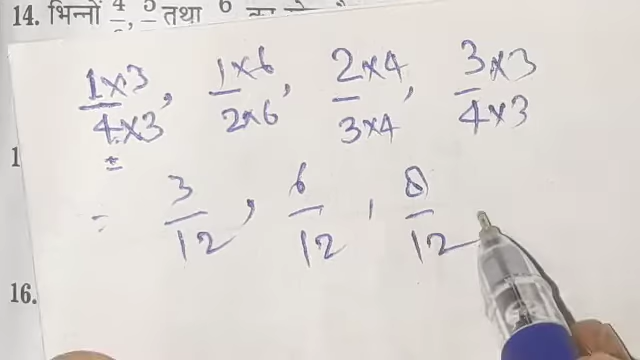 14. भिन्नों 4/, 5/ तथा 6
1×3/4×3, 1×6/2×6, 2×4/3×4, 3×3/4×3
1
=
= 3/12, 6/12, 8/12
16.